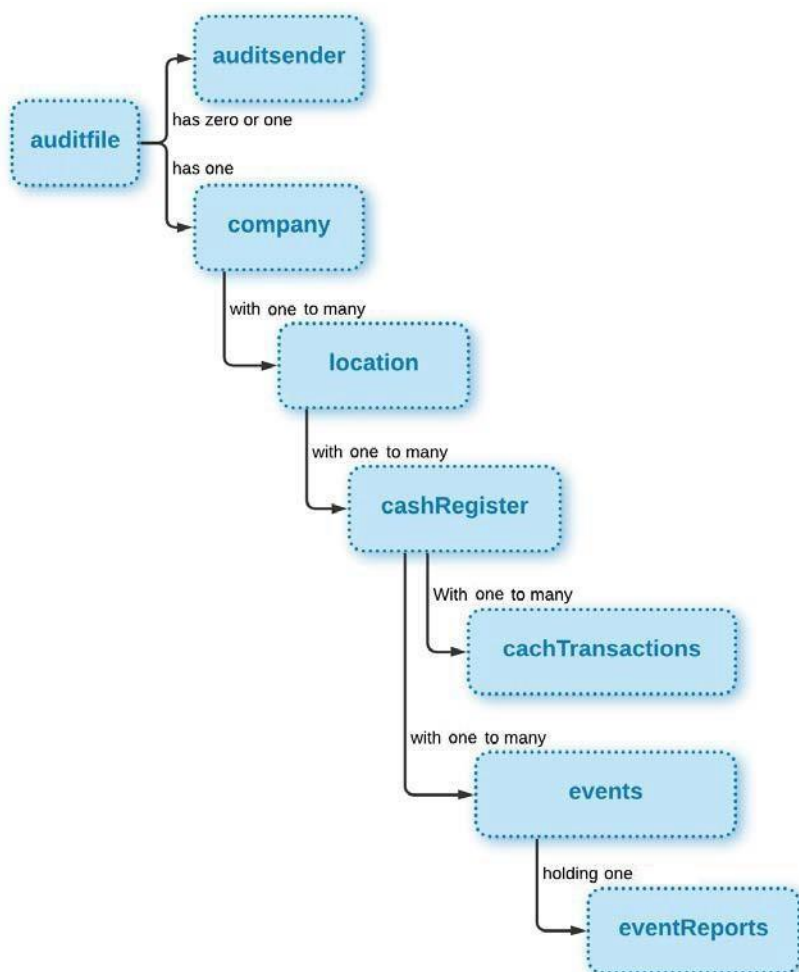 auditsender
has zero or one
auditfile
has one
company
with one to many
location
with one to many
cashRegister
With one to many
cachTransactions
with one to many
events
holding one
eventReports